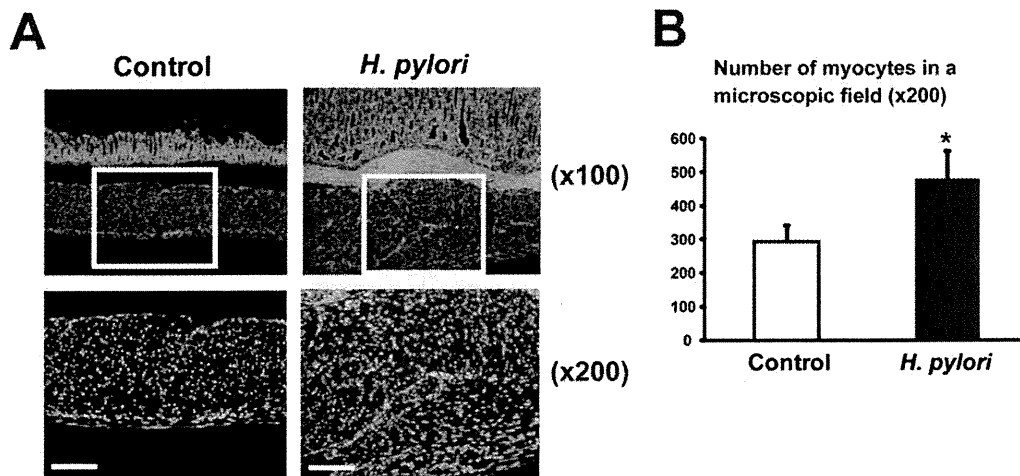 A
Control
H. pylori
(x100)
(x200)
B
Number of myocytes in a
microscopic field (x200)
600
500
400
300
200
100
0
*
Control
H. pylori